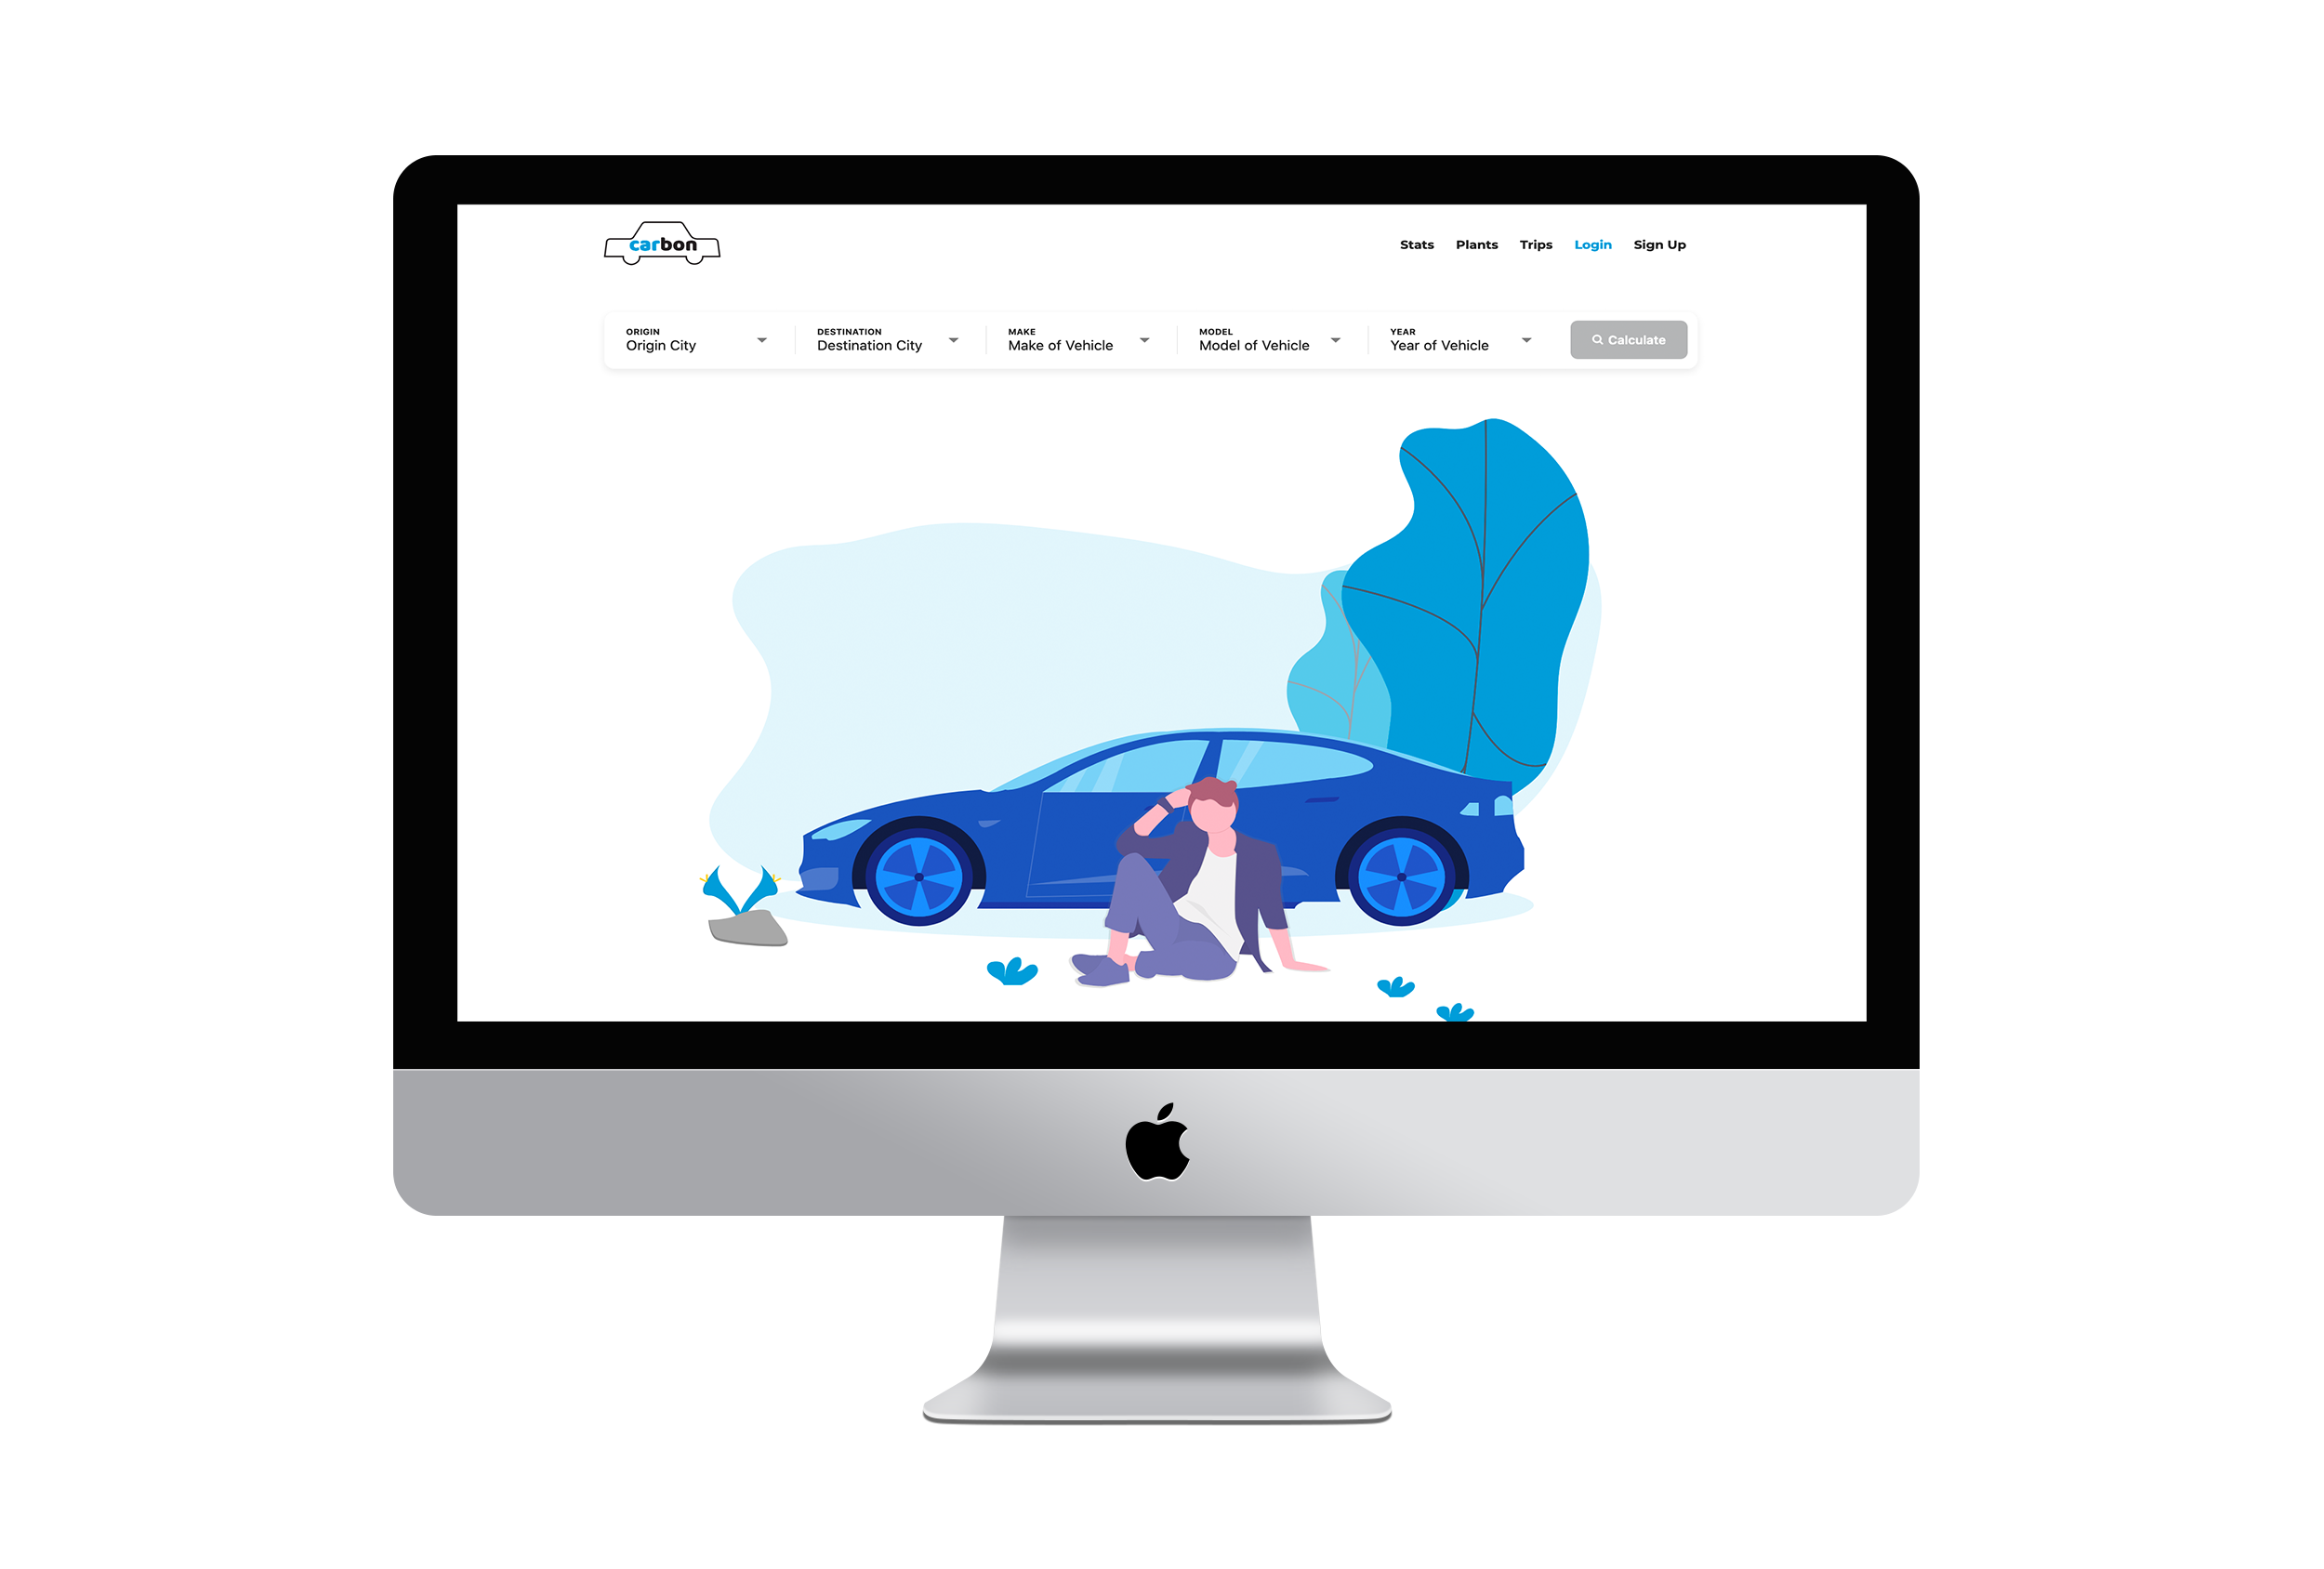 carbon
Stats Plants Trips Login Sign Up
ORIGIN DESTINATION MAKE MODEL YEAR
Origin City Destination City Make of Vehicle Model of Vehicle Year of Vehicle Calculate